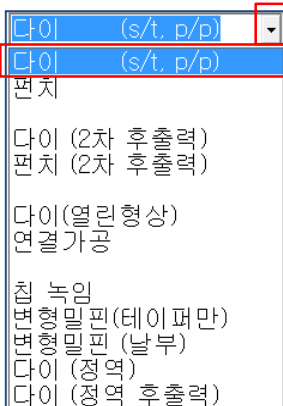 다이 (s/t, p/p)
다이 (s/t, p/p)
펀치
다이 (2차 후출력)
펀치 (2차 후출력)
다이(열린형상)
연결가공
칩 녹임
변형밀핀(테이퍼만)
변형밀핀 (날부)
다이 (정역)
다이 (정역 후출력)